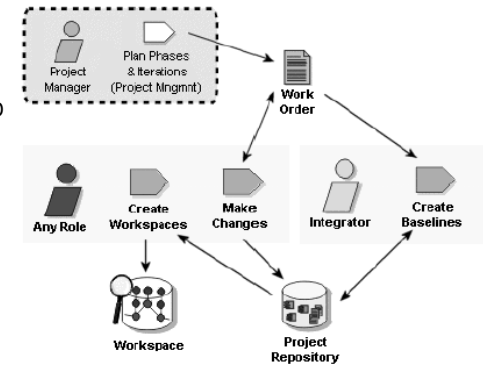 Project
Manager
Plan Phases
& Iterations
(Project Mngmnt)
Work
Order
Any Role
Create
Workspaces
Make
Changes
Integrator
Create
Baselines
Workspace
Project
Repository